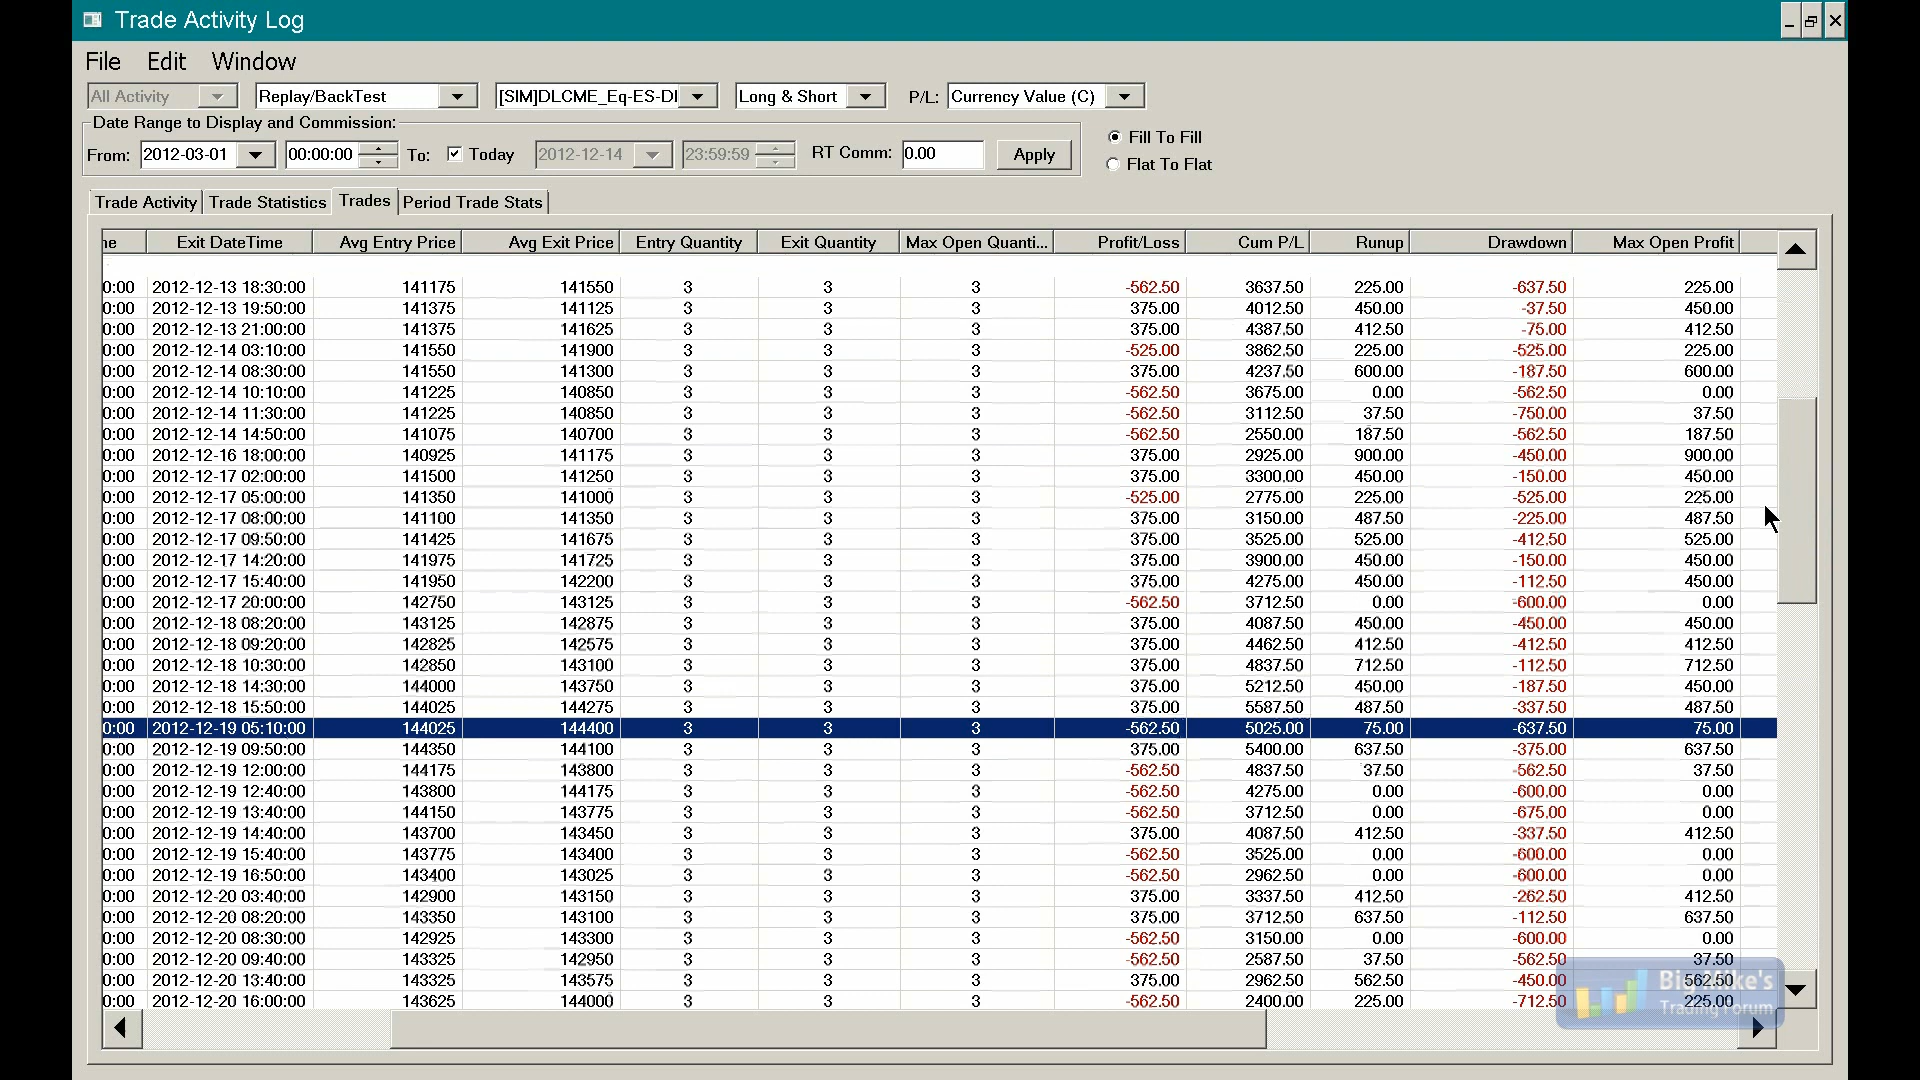 Trade Activity Log
File Edit Window
All Activity Replay/BackTest [SIM]DLCME_Eq-ES-DI Long & Short P/L: Currency Value (C)
Date Range to Display and Commission:
From: 2012-03-01 00:00:00 To: Today 2012-12-14 23:59:59 RT Comm: 0.00 Apply
Fill To Fill
Flat To Flat
Trade Activity Trade Statistics Trades Period Trade Stats
ne Exit DateTime Avg Entry Price Avg Exit Price Entry Quantity Exit Quantity Max Open Quanti... Profit/Loss Cum P/L Runup Drawdown Max Open Profit
0:00 2012-12-13 18:30:00 141175 141550 3 3 3 -562.50 3637.50 225.00 -637.50 225.00
0:00 2012-12-13 19:50:00 141375 141125 3 3 3 375.00 4012.50 450.00 -37.50 450.00
0:00 2012-12-13 21:00:00 141375 141625 3 3 3 375.00 4387.50 412.50 -75.00 412.50
0:00 2012-12-14 03:10:00 141550 141900 3 3 3 -525.00 3862.50 225.00 -525.00 225.00
0:00 2012-12-14 08:30:00 141550 141300 3 3 3 375.00 4237.50 600.00 -187.50 600.00
0:00 2012-12-14 10:10:00 141225 140850 3 3 3 -562.50 3675.00 0.00 -562.50 0.00
0:00 2012-12-14 11:30:00 141225 140850 3 3 3 -562.50 3112.50 37.50 -750.00 37.50
0:00 2012-12-14 14:50:00 141075 140700 3 3 3 -562.50 2550.00 187.50 -562.50 187.50
0:00 2012-12-16 18:00:00 140925 141175 3 3 3 375.00 2925.00 900.00 -450.00 900.00
0:00 2012-12-17 02:00:00 141500 141250 3 3 3 375.00 3300.00 450.00 -150.00 450.00
0:00 2012-12-17 05:00:00 141350 141000 3 3 3 -525.00 2775.00 225.00 -525.00 225.00
0:00 2012-12-17 08:00:00 141100 141350 3 3 3 375.00 3150.00 487.50 -225.00 487.50
0:00 2012-12-17 09:50:00 141425 141675 3 3 3 375.00 3525.00 525.00 -412.50 525.00
0:00 2012-12-17 14:20:00 141975 141725 3 3 3 375.00 3900.00 450.00 -150.00 450.00
0:00 2012-12-17 15:40:00 141950 142200 3 3 3 375.00 4275.00 450.00 -112.50 450.00
0:00 2012-12-17 20:00:00 142750 143125 3 3 3 -562.50 3712.50 0.00 -600.00 0.00
0:00 2012-12-18 08:20:00 143125 142875 3 3 3 375.00 4087.50 450.00 -450.00 450.00
0:00 2012-12-18 09:20:00 142825 142575 3 3 3 375.00 4462.50 412.50 -412.50 412.50
0:00 2012-12-18 10:30:00 142850 143100 3 3 3 375.00 4837.50 712.50 -112.50 712.50
0:00 2012-12-18 14:30:00 144000 143750 3 3 3 375.00 5212.50 450.00 -187.50 450.00
0:00 2012-12-18 15:50:00 144025 144275 3 3 3 375.00 5587.50 487.50 -337.50 487.50
0:00 2012-12-19 05:10:00 144025 144400 3 3 3 -562.50 5025.00 75.00 -637.50 75.00
0:00 2012-12-19 09:50:00 144350 144100 3 3 3 375.00 5400.00 637.50 -375.00 637.50
0:00 2012-12-19 12:00:00 144175 143800 3 3 3 -562.50 4837.50 37.50 -562.50 37.50
0:00 2012-12-19 12:40:00 143800 144175 3 3 3 -562.50 4275.00 0.00 -600.00 0.00
0:00 2012-12-19 13:40:00 144150 143775 3 3 3 -562.50 3712.50 0.00 -675.00 0.00
0:00 2012-12-19 14:40:00 143700 143450 3 3 3 375.00 4087.50 412.50 -337.50 412.50
0:00 2012-12-19 15:40:00 143775 143400 3 3 3 -562.50 3525.00 0.00 -600.00 0.00
0:00 2012-12-19 16:50:00 143400 143025 3 3 3 -562.50 2962.50 0.00 -600.00 0.00
0:00 2012-12-20 03:40:00 142900 143150 3 3 3 375.00 3337.50 412.50 -262.50 412.50
0:00 2012-12-20 08:20:00 143350 143100 3 3 3 375.00 3712.50 637.50 -112.50 637.50
0:00 2012-12-20 08:30:00 142925 143300 3 3 3 -562.50 3150.00 0.00 -600.00 0.00
0:00 2012-12-20 09:40:00 143325 142950 3 3 3 -562.50 2587.50 37.50 -562.50 37.50
0:00 2012-12-20 13:40:00 143325 143575 3 3 3 375.00 2962.50 562.50 -450.00 562.50
0:00 2012-12-20 16:00:00 143625 144000 3 3 3 -562.50 2400.00 225.00 -712.50 225.00
Big Mike's
Trading Forum